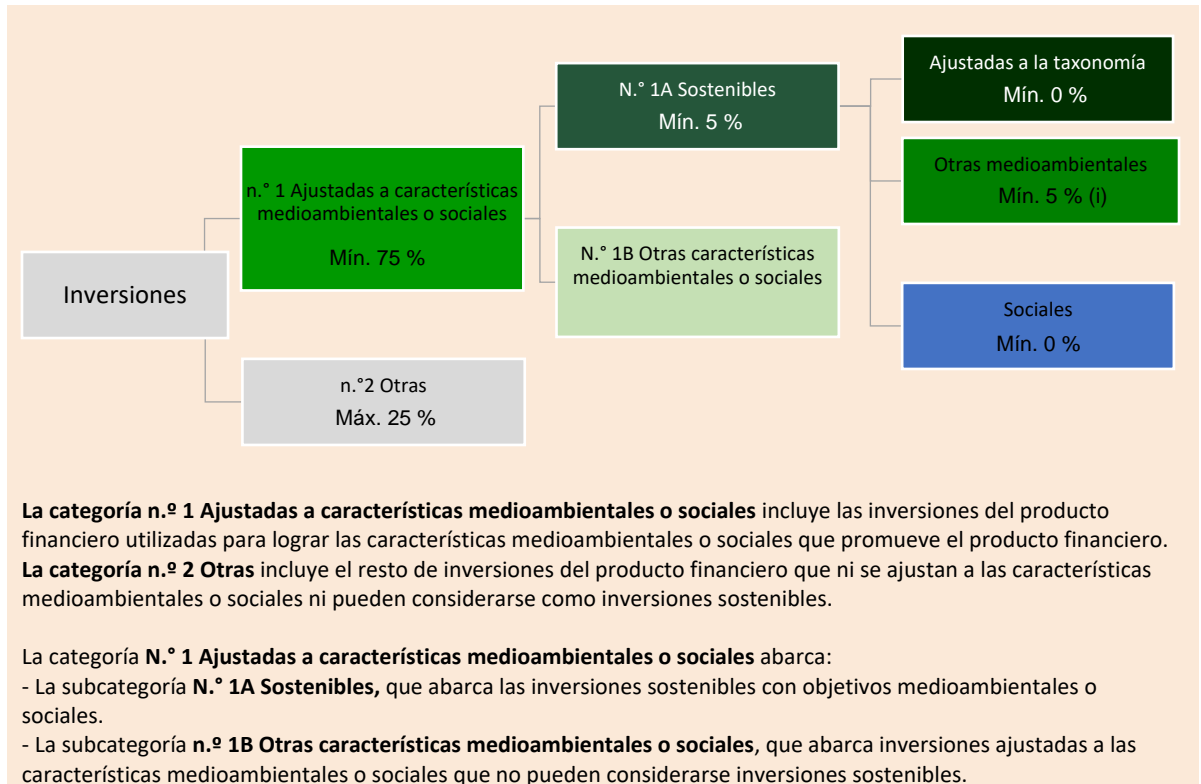 Inversiones
n.° 1 Ajustadas a características
medioambientales o sociales
Mín. 75 %
n.°2 Otras
Máx. 25 %
N.° 1A Sostenibles
Mín. 5 %
N.° 1B Otras características
medioambientales o sociales
Ajustadas a la taxonomía
Mín. 0 %
Otras medioambientales
Mín. 5 % (i)
Sociales
Mín. 0 %
La categoría n.º 1 Ajustadas a características medioambientales o sociales incluye las inversiones del producto
financiero utilizadas para lograr las características medioambientales o sociales que promueve el producto financiero.
La categoría n.º 2 Otras incluye el resto de inversiones del producto financiero que ni se ajustan a las características
medioambientales o sociales ni pueden considerarse como inversiones sostenibles.
La categoría N.° 1 Ajustadas a características medioambientales o sociales abarca:
- La subcategoría N.° 1A Sostenibles, que abarca las inversiones sostenibles con objetivos medioambientales o
sociales.
- La subcategoría n.º 1B Otras características medioambientales o sociales, que abarca inversiones ajustadas a las
características medioambientales o sociales que no pueden considerarse inversiones sostenibles.